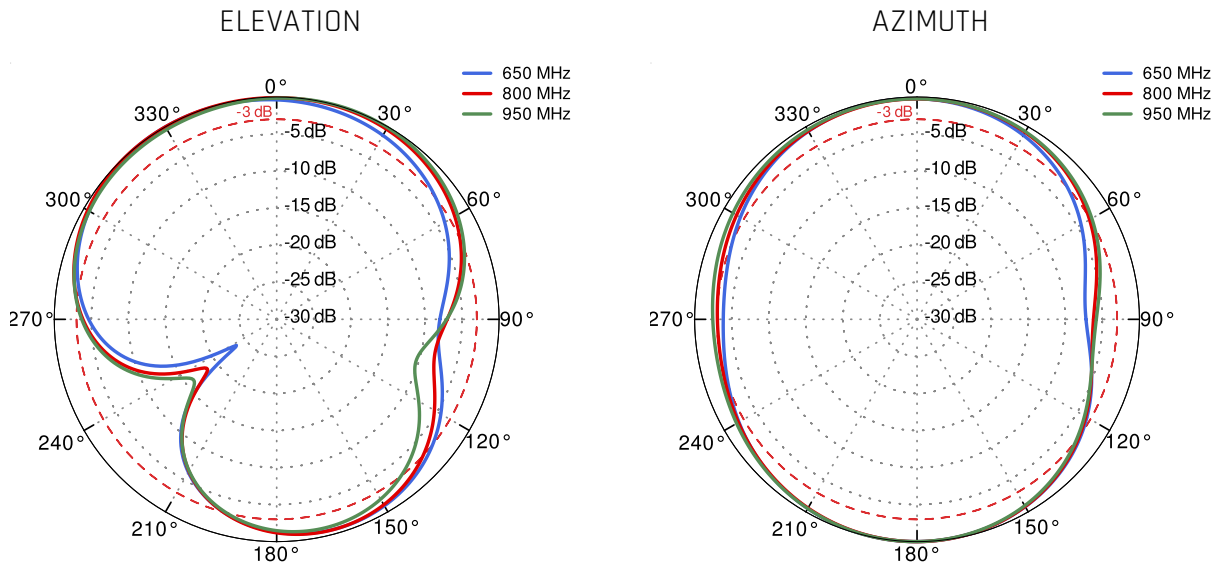 ELEVATION
650 MHz
800 MHz
950 MHz
0°
30°
60°
90°
120°
150°
180°
210°
240°
270°
300°
330°
-3 dB
-5 dB
-10 dB
-15 dB
-20 dB
-25 dB
-30 dB
AZIMUTH
650 MHz
800 MHz
950 MHz
0°
30°
60°
90°
120°
150°
180°
210°
240°
270°
300°
330°
-3 dB
-5 dB
-10 dB
-15 dB
-20 dB
-25 dB
-30 dB